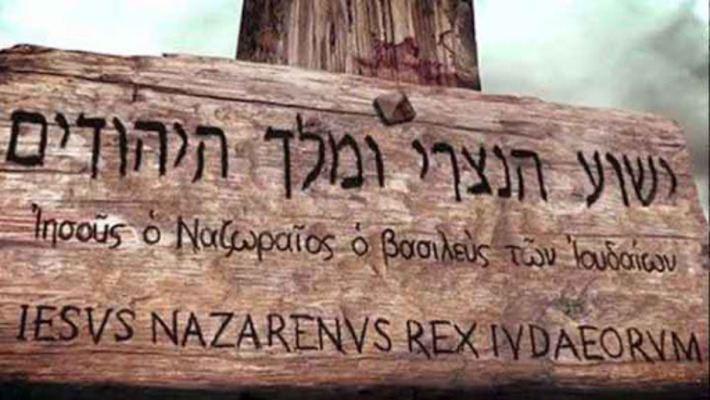 ישוע הנצרי ומלך היהודים
Ἰησοῦς ὁ Ναζωραῖος ὁ βασιλεὺς τῶν Ἰουδαίων
IESVS NAZARENVS REX IVDAEORVM